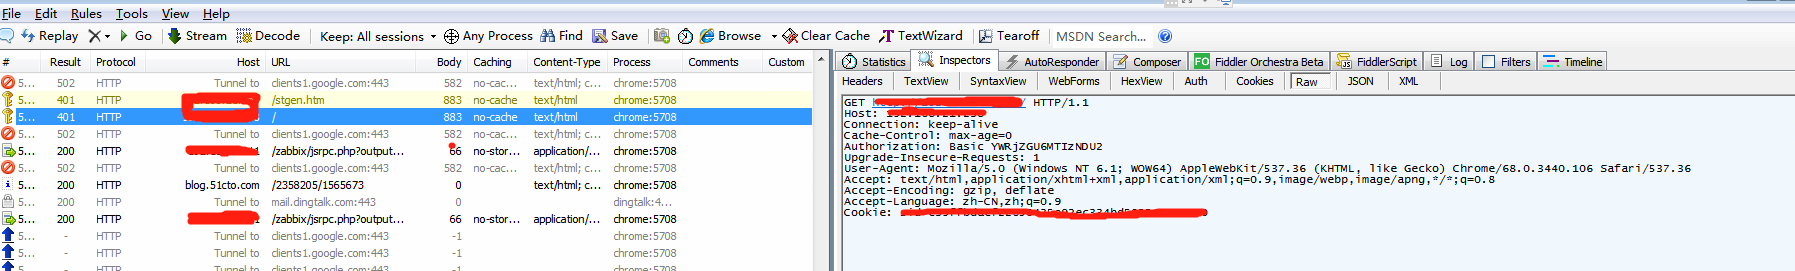 File Edit Rules Tools View Help
Replay Go Stream Decode Keep: All sessions Any Process Find Save Browse Clear Cache TextWizard Tearoff MSDN Search...
# Result Protocol Host URL Body Caching Content-Type Process Comments Custom
5... 502 HTTP Tunnel to clients1.google.com:443 582 no-cac... text/html; c... chrome:5708
5... 401 HTTP /stgen.htm 883 no-cache text/html chrome:5708
5... 401 HTTP / 883 no-cache text/html chrome:5708
5... 502 HTTP Tunnel to clients1.google.com:443 582 no-cac... text/html; c... chrome:5708
5... 200 HTTP /zabbix/jsrpc.php?output... 66 no-stor... application/... chrome:5708
5... 502 HTTP Tunnel to clients1.google.com:443 582 no-cac... text/html; c... chrome:5708
5... 200 HTTP blog.51cto.com /2358205/1565673 0 text/html; c... chrome:5708
5... 200 HTTP Tunnel to mail.dingtalk.com:443 0 dingtalk:4...
5... 200 HTTP /zabbix/jsrpc.php?output... 66 no-stor... application/... chrome:5708
5... - HTTP Tunnel to clients1.google.com:443 -1 chrome:5708
5... - HTTP Tunnel to clients1.google.com:443 -1 chrome:5708
5... - HTTP Tunnel to clients1.google.com:443 -1 chrome:5708
Statistics Inspectors AutoResponder Composer FO Fiddler Orchestra Beta FiddlerScript Log Filters Timeline
Headers TextView SyntaxView WebForms HexView Auth Cookies Raw JSON XML
GET / HTTP/1.1
Host:
Connection: keep-alive
Cache-Control: max-age=0
Authorization: Basic YWRjZGU6MTIzNDU2
Upgrade-Insecure-Requests: 1
User-Agent: Mozilla/5.0 (Windows NT 6.1; WOW64) AppleWebKit/537.36 (KHTML, like Gecko) Chrome/68.0.3440.106 Safari/537.36
Accept: text/html,application/xhtml+xml,application/xml;q=0.9,image/webp,image/apng,*/*;q=0.8
Accept-Encoding: gzip, deflate
Accept-Language: zh-CN,zh;q=0.9
Cookie: